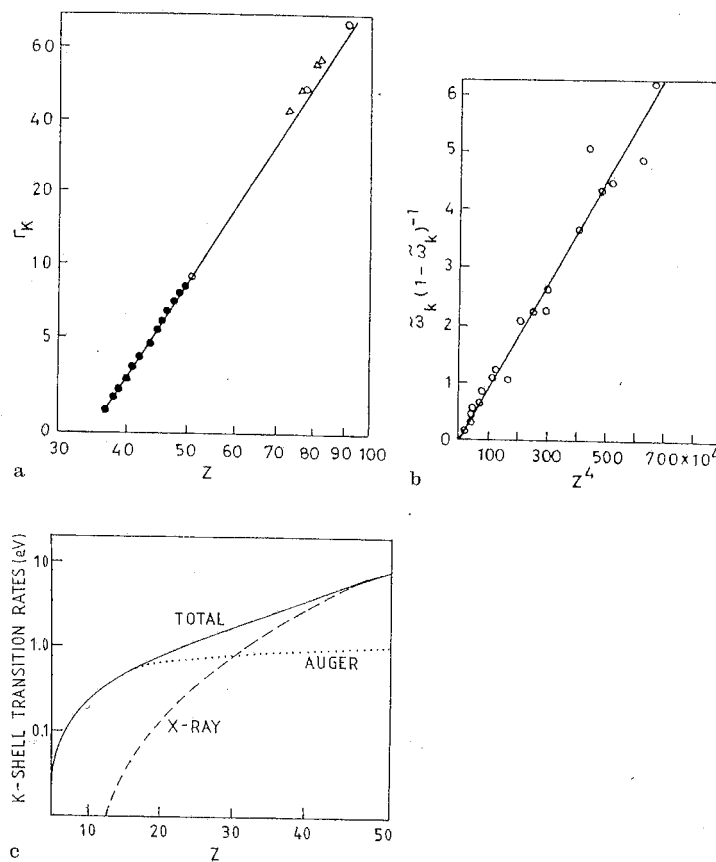 60
40
20
10
5
0
Γ_K
30 40 50 60 70 80 90 100
Z
a
6
5
4
3
2
1
0
ω̃_k (1 - ω̃_k)^-1
100 300 500 700×10^4
Z^4
b
10
1.0
0.1
K-SHELL TRANSITION RATES (eV)
TOTAL
AUGER
X-RAY
10 20 30 40 50
Z
c